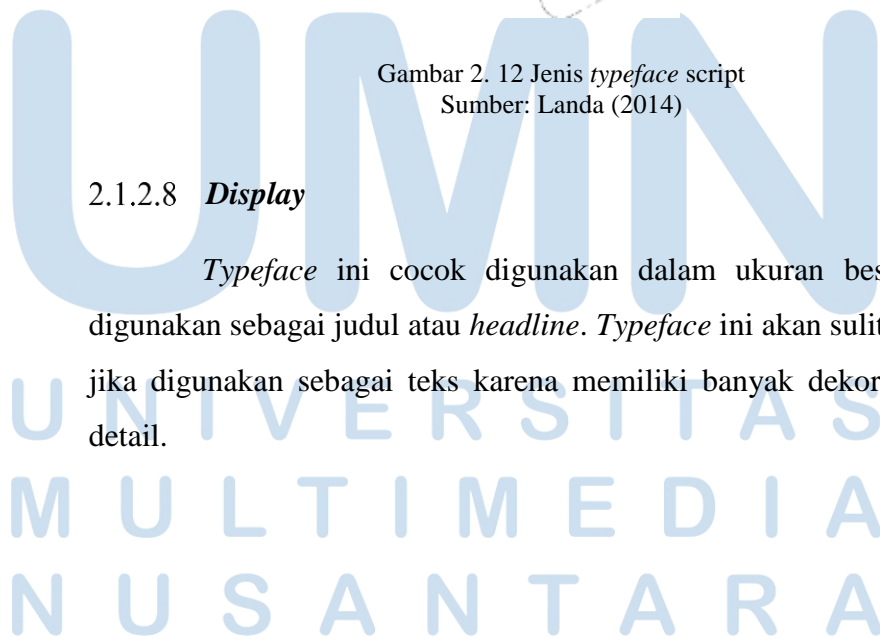 UMN
Gambar 2. 12 Jenis typeface script
Sumber: Landa (2014)
2.1.2.8 Display
Typeface ini cocok digunakan dalam ukuran bes
digunakan sebagai judul atau headline. Typeface ini akan sulit
jika digunakan sebagai teks karena memiliki banyak dekor
detail.
UNIVERSITAS
MULTIMEDIA
NUSANTARA